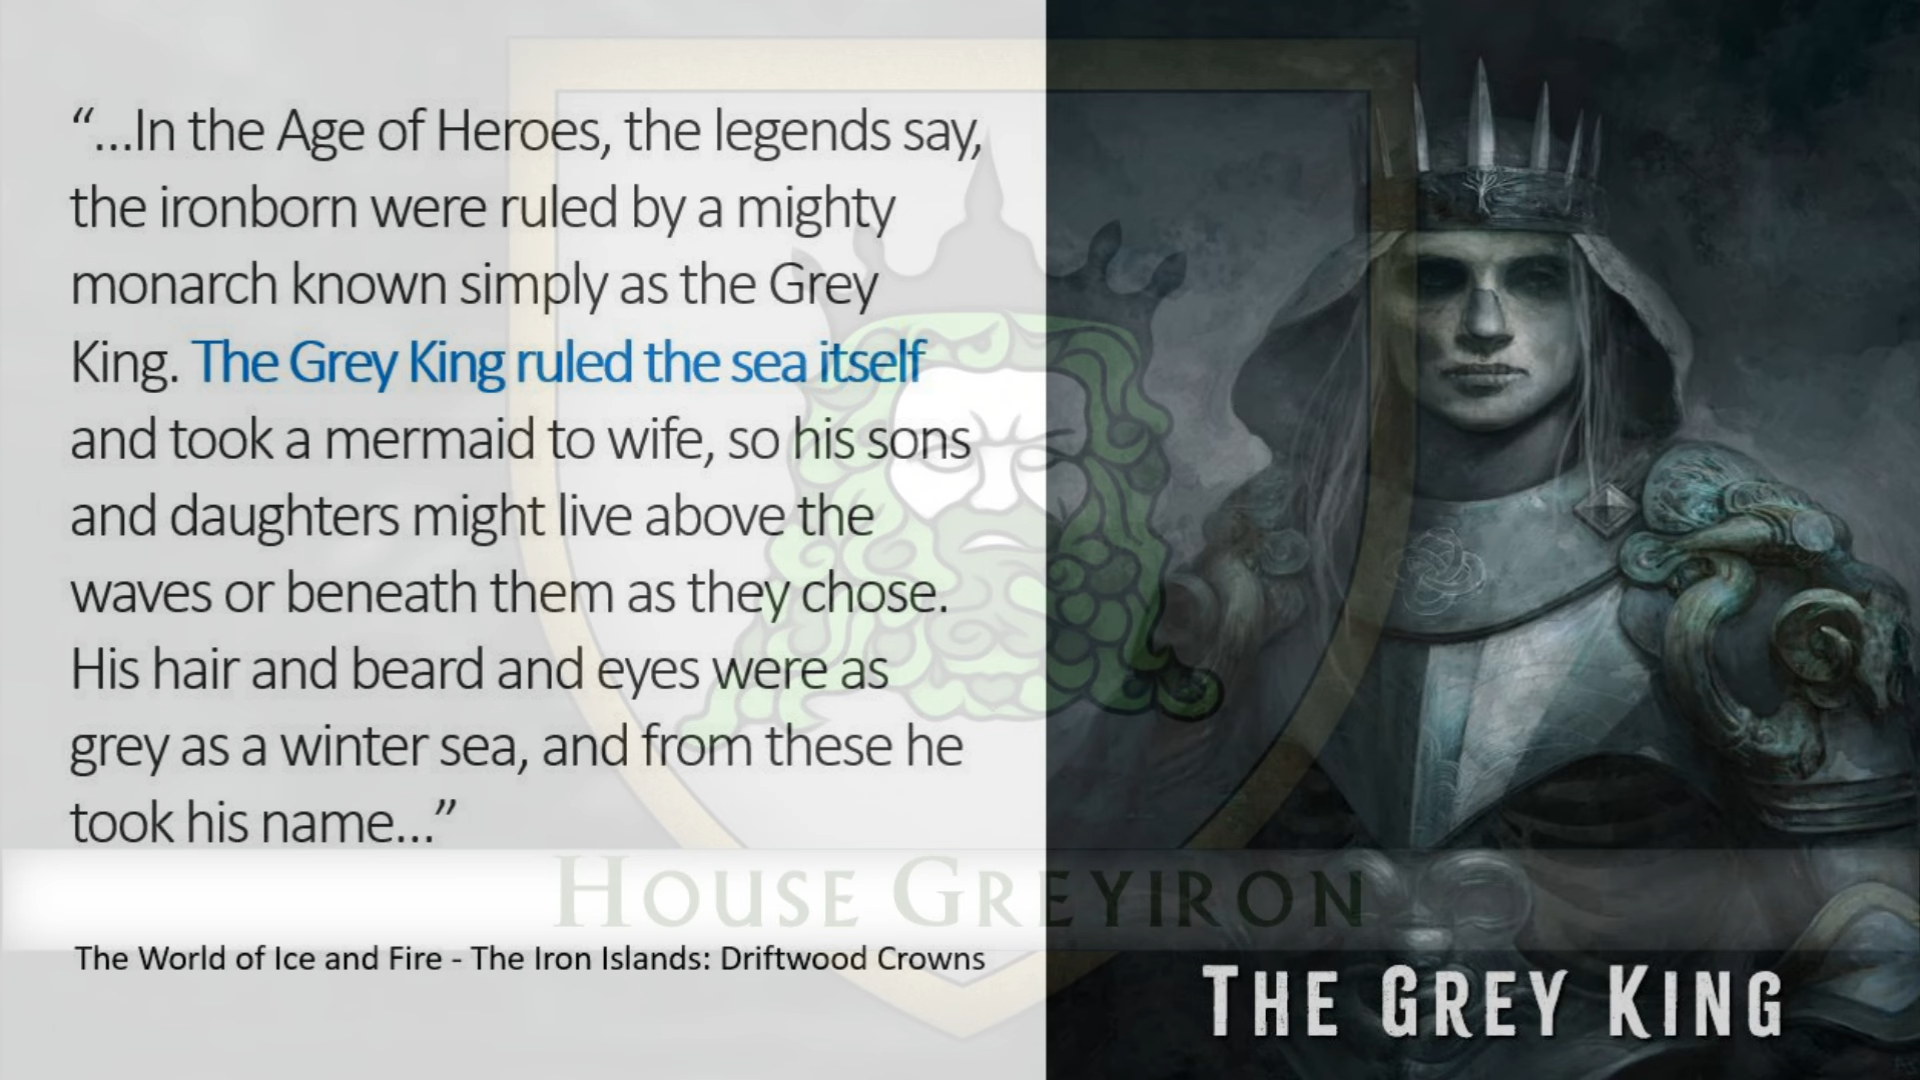 “...In the Age of Heroes, the legends say,
the ironborn were ruled by a mighty
monarch known simply as the Grey
King. The Grey King ruled the sea itself
and took a mermaid to wife, so his sons
and daughters might live above the
waves or beneath them as they chose.
His hair and beard and eyes were as
grey as a winter sea, and from these he
took his name...”
HOUSE GREYIRON
The World of Ice and Fire - The Iron Islands: Driftwood Crowns
THE GREY KING